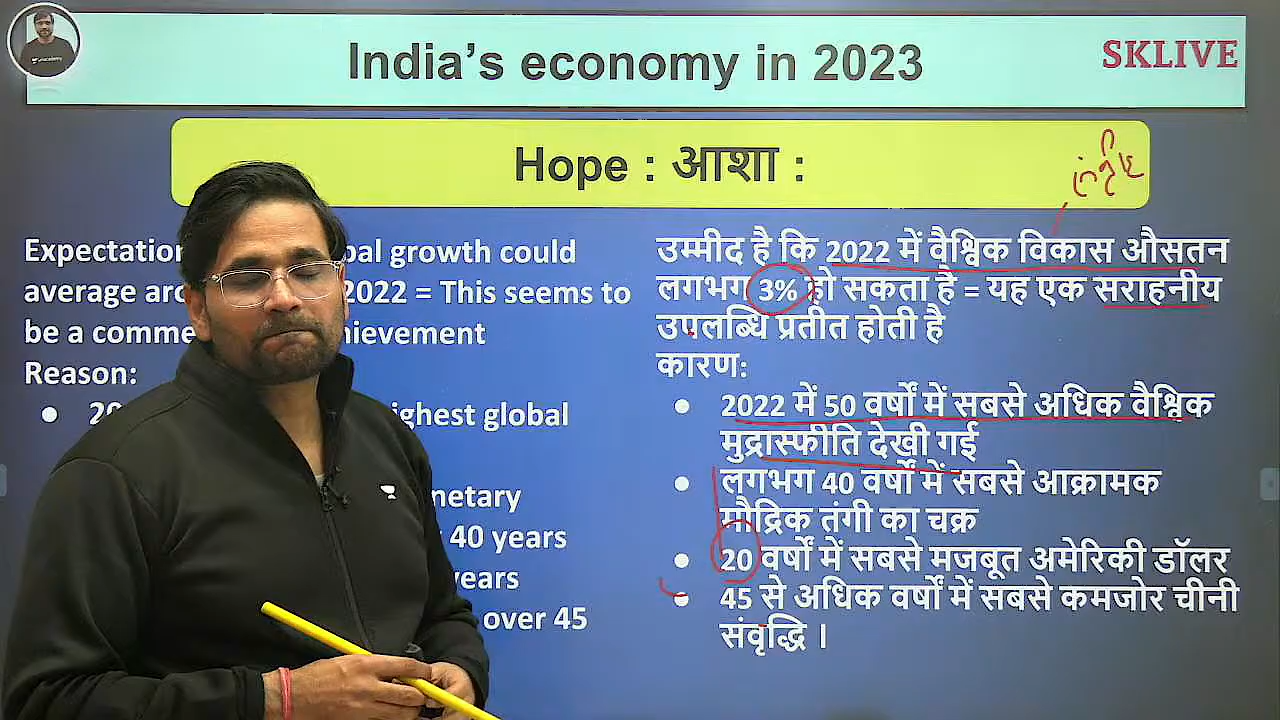 India's economy in 2023
SKLIVE
Hope : आशा :
Expectation
bal growth could
average
2022 = This seems to
be a
ievement
Reason:
ighest global
netary
40 years
years
over 45
उम्मीद है कि 2022 में वैश्विक विकास औसतन
लगभग 3% हो सकता है = यह एक सराहनीय
उपलब्धि प्रतीत होती है
कारण:
2022 में 50 वर्षों में सबसे अधिक वैश्विक
मुद्रास्फीति देखी गई
लगभग 40 वर्षों में सबसे आक्रामक
मौद्रिक तंगी का चक्र
20 वर्षों में सबसे मजबूत अमेरिकी डॉलर
45 से अधिक वर्षों में सबसे कमजोर चीनी
संवृद्धि ।